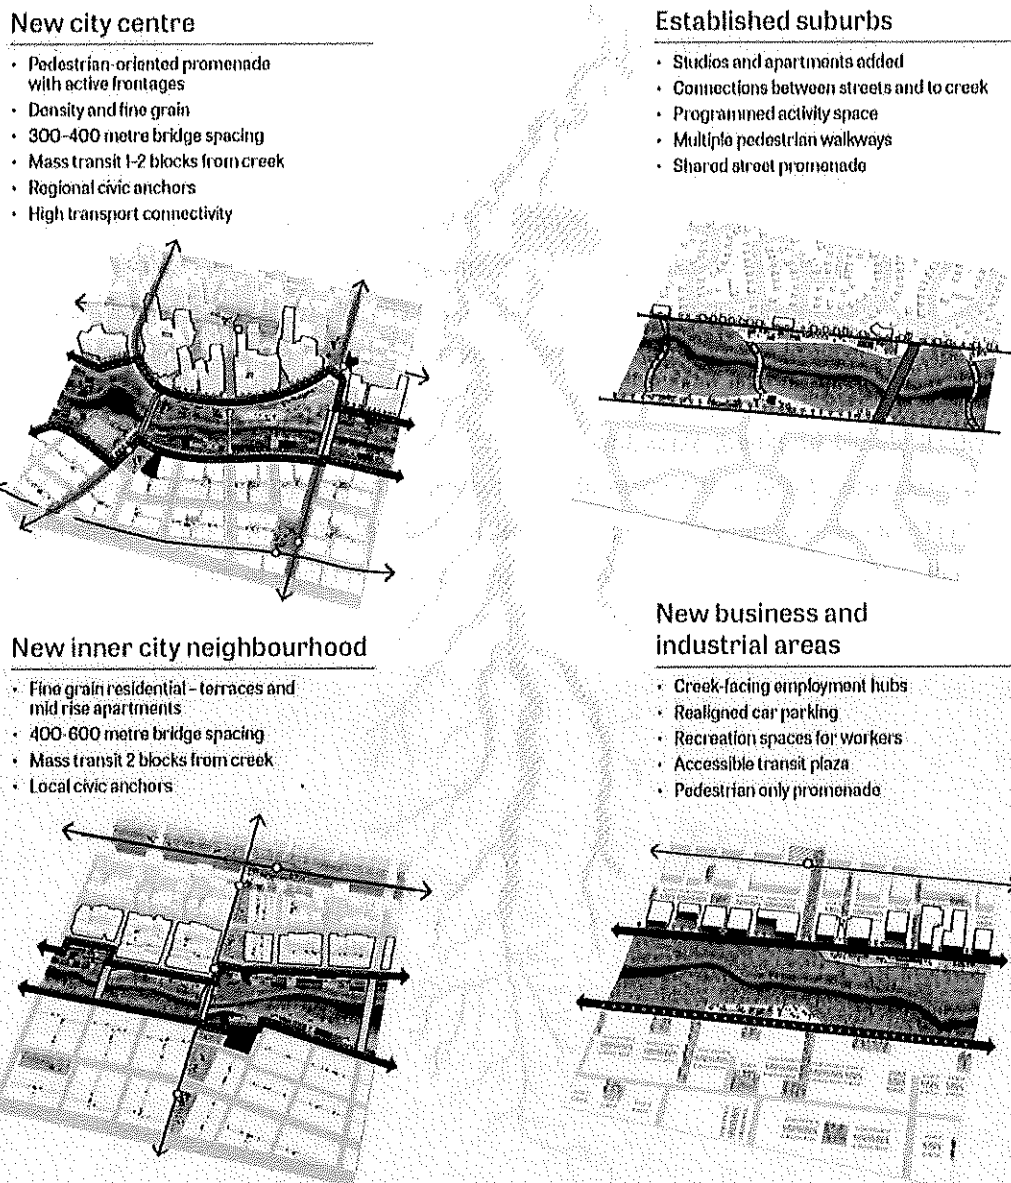 New city centre
• Pedestrian-oriented promenade
with active frontages
• Density and fine grain
• 300-400 metre bridge spacing
• Mass transit 1-2 blocks from creek
• Regional civic anchors
• High transport connectivity
Established suburbs
• Studios and apartments added
• Connections between streets and to creek
• Programmed activity space
• Multiple pedestrian walkways
• Shared street promenade
New inner city neighbourhood
• Fine grain residential - terraces and
mid rise apartments
• 400-600 metre bridge spacing
• Mass transit 2 blocks from creek
• Local civic anchors
New business and
industrial areas
• Creek-facing employment hubs
• Realigned car parking
• Recreation spaces for workers
• Accessible transit plaza
• Pedestrian only promenade